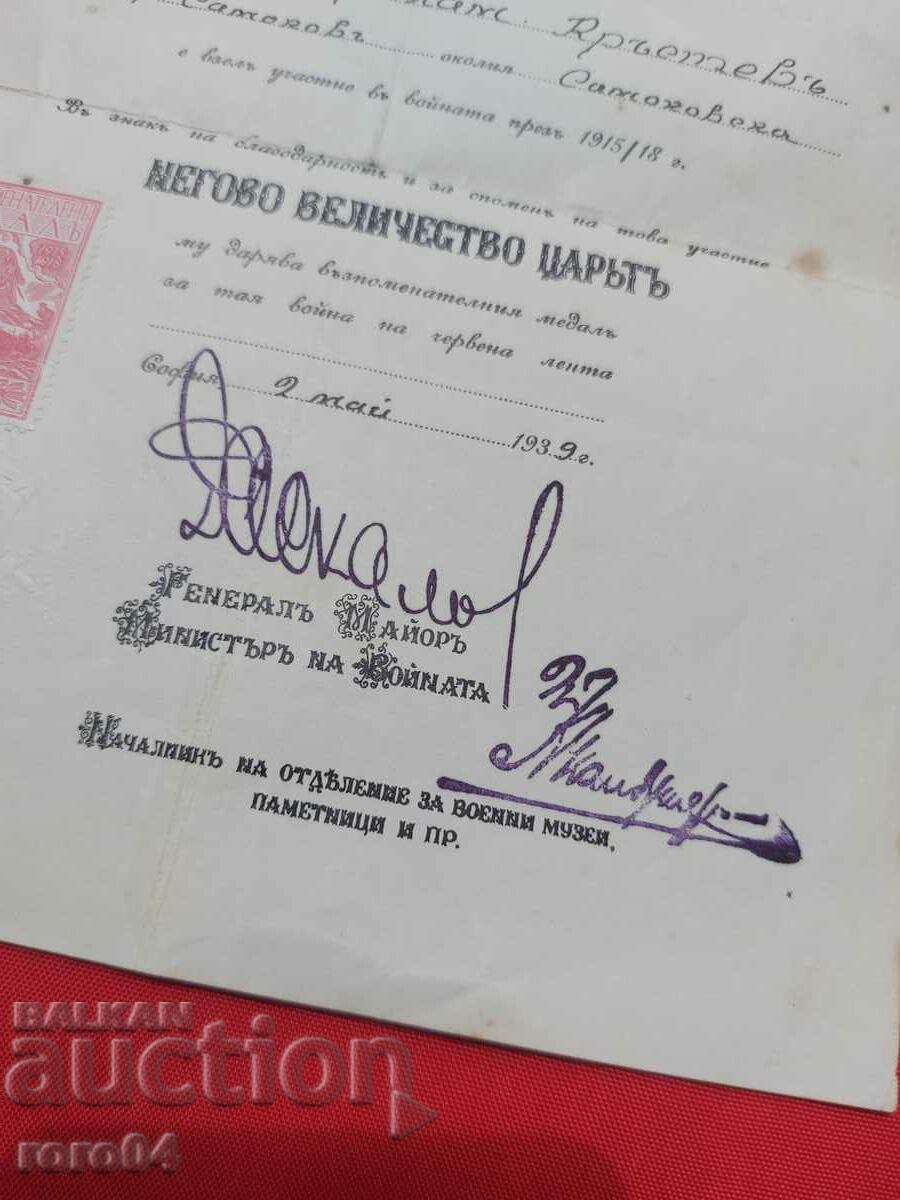 Кръстевъ
Самоковъ околия Самоковска
е взелъ участие въ войната презъ 1915/18 г.
Въ знакъ на благодарность и за споменъ на това участие
НЕГОВО ВЕЛИЧЕСТВО ЦАРЬТЪ
му дарява възпоменателния медалъ
за тая война на червена лента
София, 2 май 1939 г.
Генералъ Майоръ
Министъръ на Войната
Началникъ на отдѣление за военни музеи,
паметници и пр.
BALKAN
auction
roro04